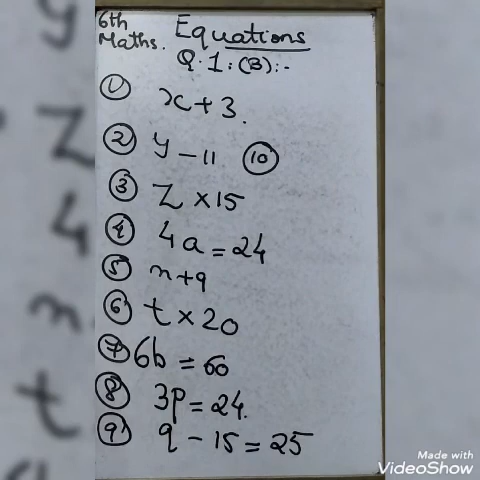 6th Equations
Maths.
Q.1:(B):-
① x+3.
② y-11 ⑩
③ Z×15
④ 4a=24
⑤ n+9
⑥ t×20
⑦ 6b=60
⑧ 3p=24.
⑨ q-15=25
Made with
VideoShow